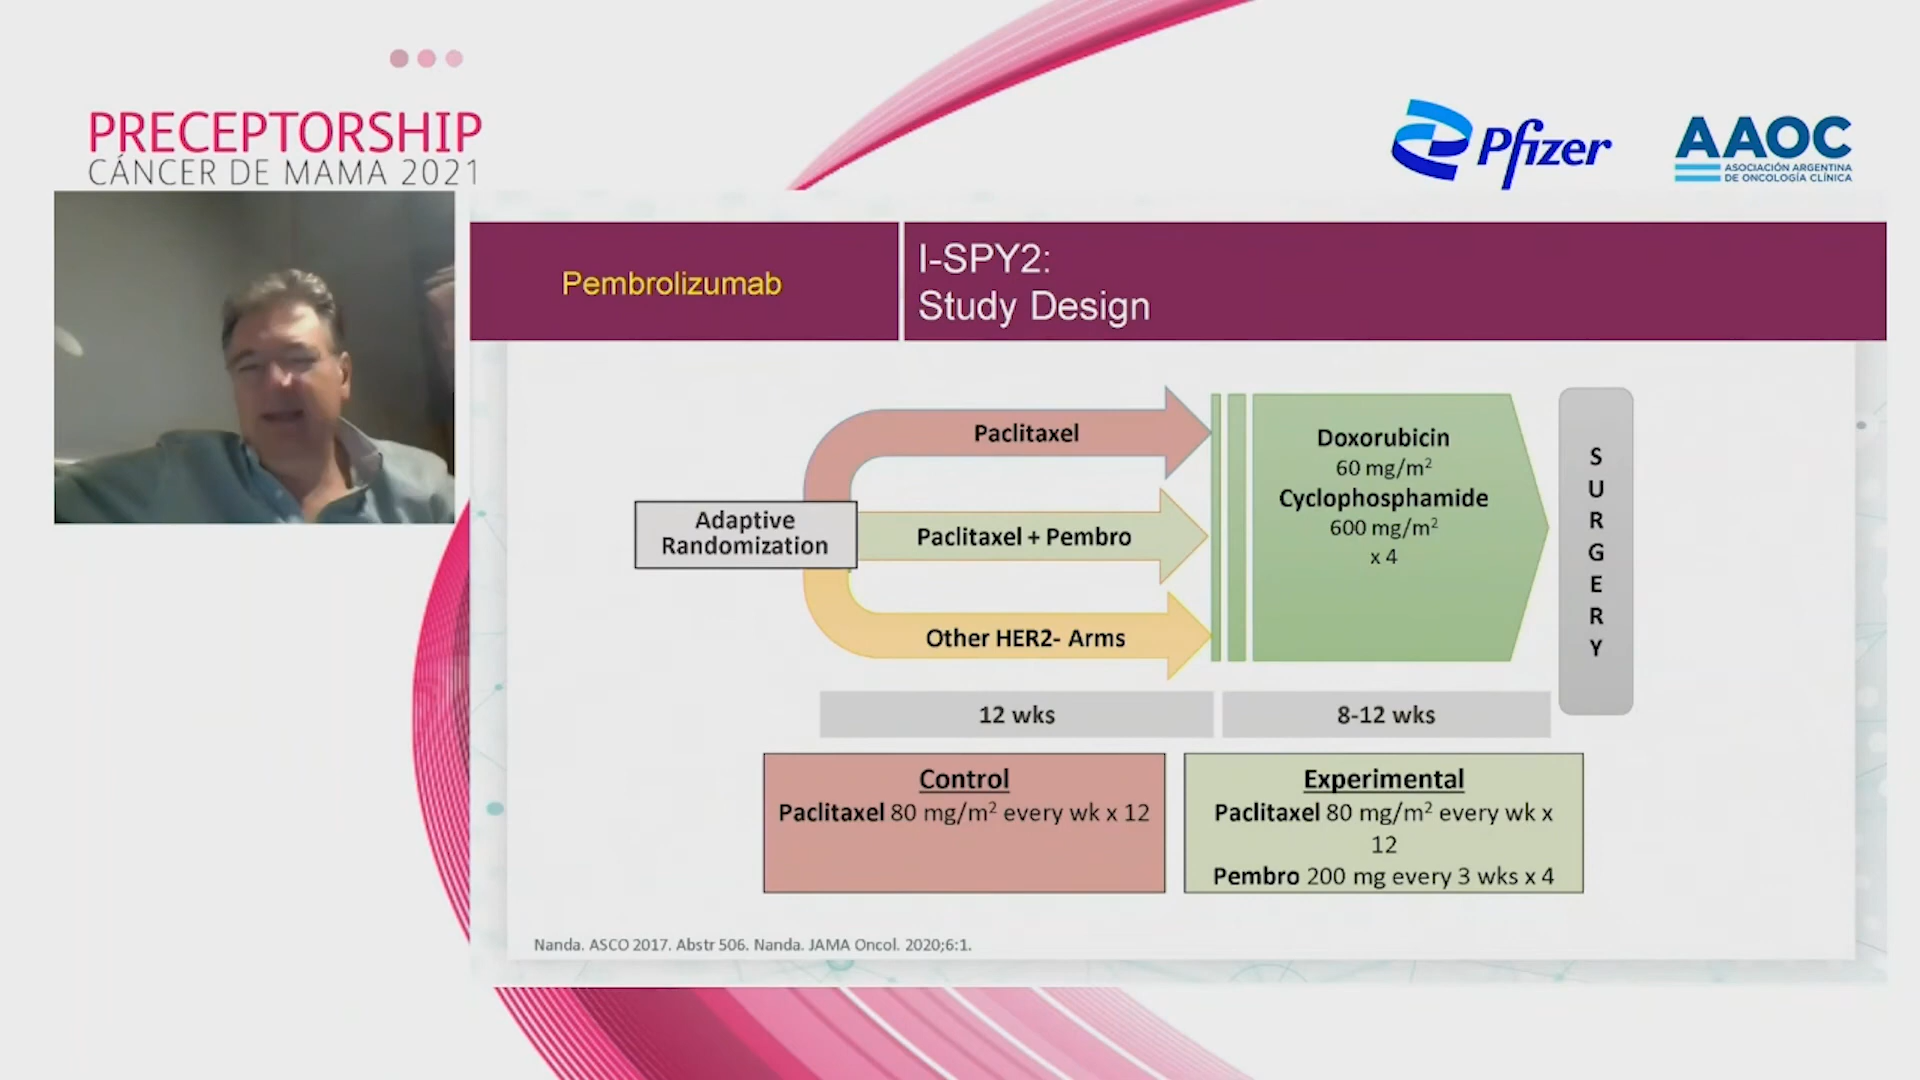 PRECEPTORSHIP
CÁNCER DE MAMA 2021
Pfizer
AAOC
ASOCIACIÓN ARGENTINA
DE ONCOLOGÍA CLÍNICA
Pembrolizumab
I-SPY2:
Study Design
Paclitaxel
Adaptive
Randomization
Paclitaxel + Pembro
Other HER2- Arms
Doxorubicin
60 mg/m²
Cyclophosphamide
600 mg/m²
x 4
S
U
R
G
E
R
Y
12 wks
8-12 wks
Control
Paclitaxel 80 mg/m² every wk x 12
Experimental
Paclitaxel 80 mg/m² every wk x
12
Pembro 200 mg every 3 wks x 4
Nanda. ASCO 2017. Abstr 506. Nanda. JAMA Oncol. 2020;6:1.